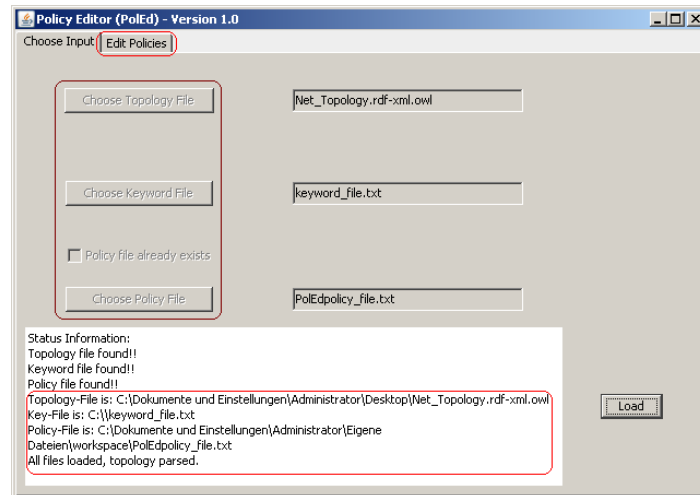 Policy Editor (PolEd) - Version 1.0
Choose Input
Edit Policies
Choose Topology File
Net_Topology.rdf-xml.owl
Choose Keyword File
keyword_file.txt
Policy file already exists
Choose Policy File
PolEdpolicy_file.txt
Status Information:
Topology file found!!
Keyword file found!!
Policy file found!!
Topology-File is: C:\Dokumente und Einstellungen\Administrator\Desktop\Net_Topology.rdf-xml.owl
Key-File is: C:\\keyword_file.txt
Policy-File is: C:\Dokumente und Einstellungen\Administrator\Eigene
Dateien\workspace\PolEdpolicy_file.txt
All files loaded, topology parsed.
Load